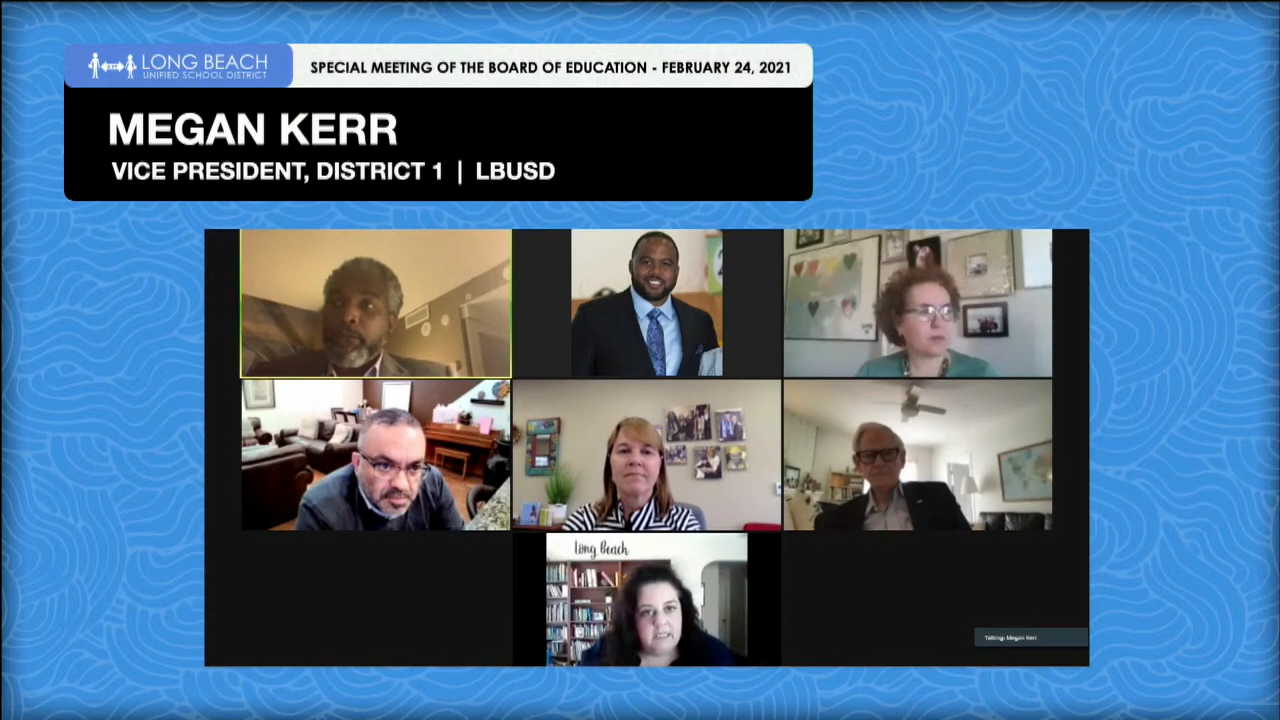 LONG BEACH
UNIFIED SCHOOL DISTRICT
SPECIAL MEETING OF THE BOARD OF EDUCATION - FEBRUARY 24, 2021
MEGAN KERR
VICE PRESIDENT, DISTRICT 1 | LBUSD
Long Beach
Talking: Megan Kerr